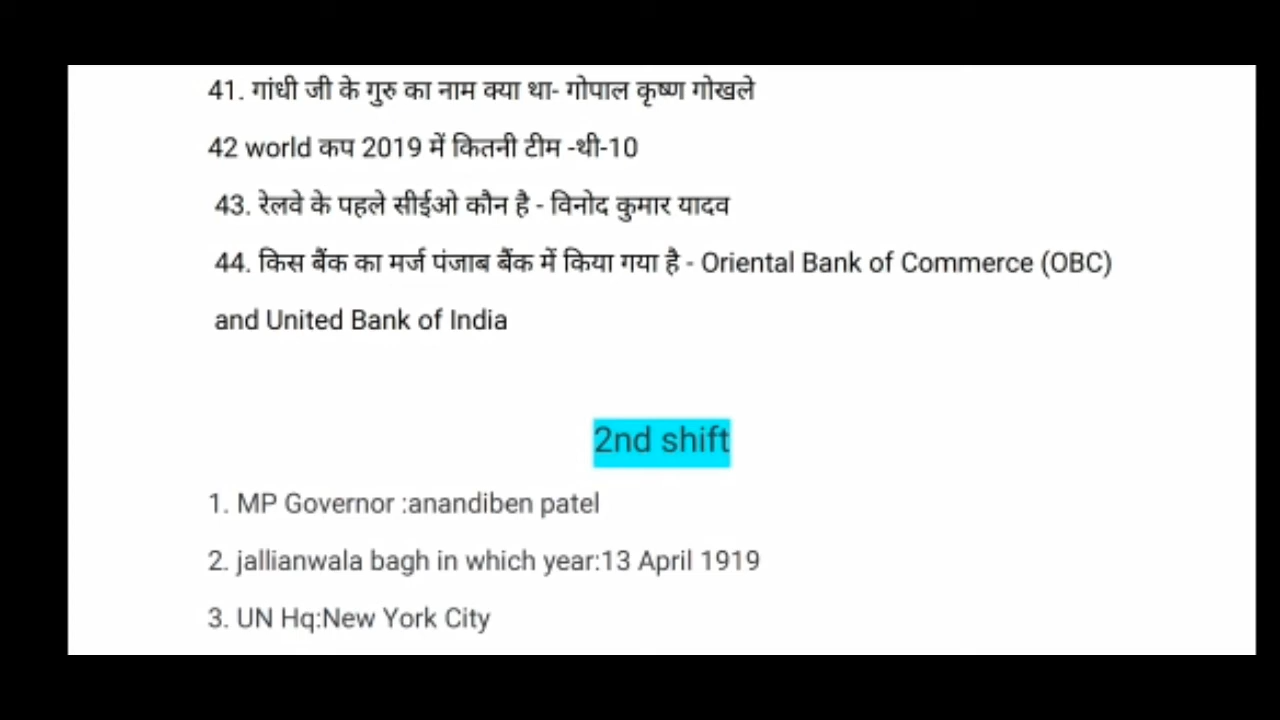 41. गांधी जी के गुरु का नाम क्या था- गोपाल कृष्ण गोखले
42 world कप 2019 में कितनी टीम -थी-10
43. रेलवे के पहले सीईओ कौन है - विनोद कुमार यादव
44. किस बैंक का मर्ज पंजाब बैंक में किया गया है - Oriental Bank of Commerce (OBC)
and United Bank of India
2nd shift
1. MP Governor :anandiben patel
2. jallianwala bagh in which year:13 April 1919
3. UN Hq:New York City